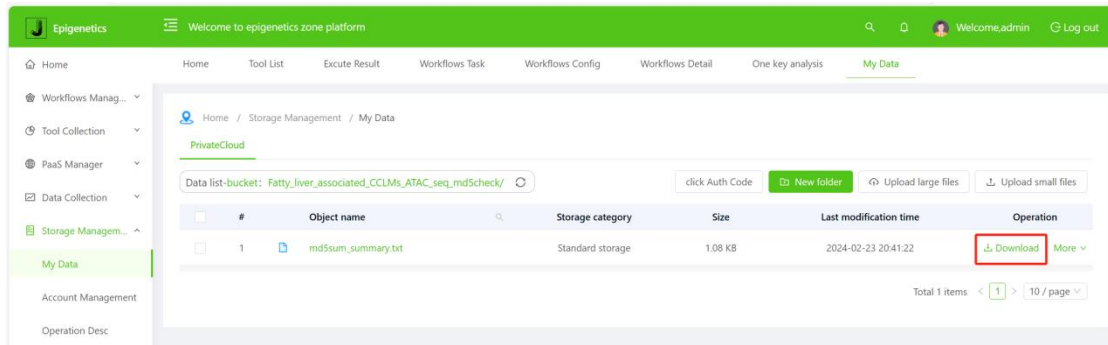 Epigenetics
Welcome to epigenetics zone platform
Welcome,admin
Log out
Home
Workflows Manag...
Tool Collection
PaaS Manager
Data Collection
Storage Managem...
My Data
Account Management
Operation Desc
Home Tool List Excute Result Workflows Task Workflows Config Workflows Detail One key analysis My Data
Home / Storage Management / My Data
PrivateCloud
Data list-bucket: Fatty_liver_associated_CCLMs_ATAC_seq_md5check/
click Auth Code New folder Upload large files Upload small files
# Object name Storage category Size Last modification time Operation
1 md5sum_summary.txt Standard storage 1.08 KB 2024-02-23 20:41:22 Download More
Total 1 items < 1 > 10 / page